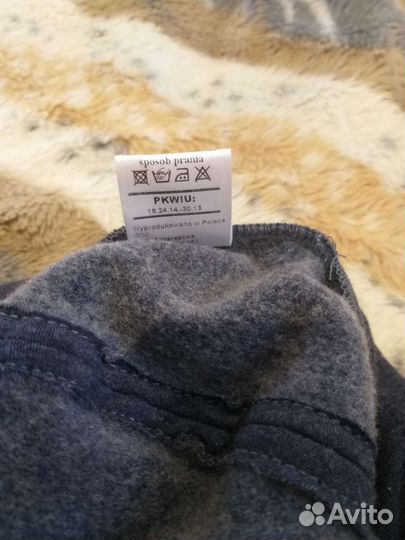 sposób prania
PKWIU:
18.24.14.-30.13
Wyprodukowano w Polsce
Avito